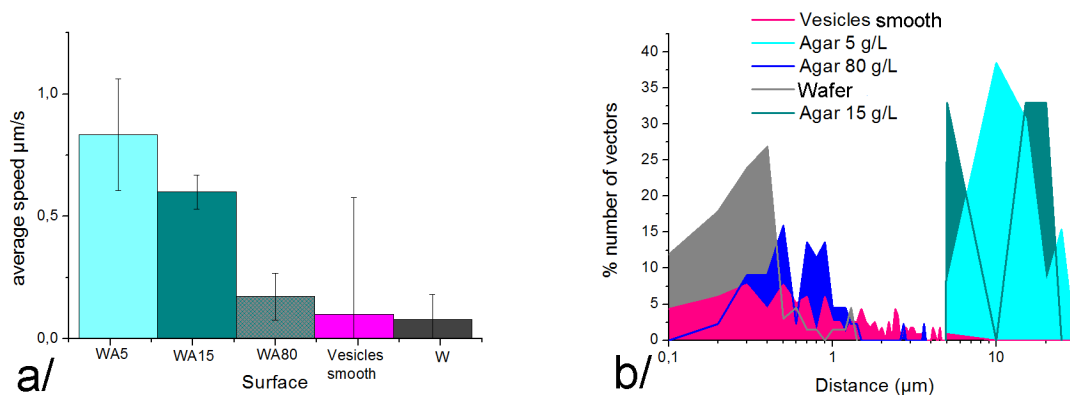 average speed µm/s
1,0
0,5
0,0
WA5
WA15
WA80
Vesicles
smooth
W
Surface
a/
Vesicles smooth
Agar 5 g/L
Agar 80 g/L
Wafer
Agar 15 g/L
% number of vectors
40
35
30
25
20
15
10
5
0
0,1
1
10
Distance (µm)
b/